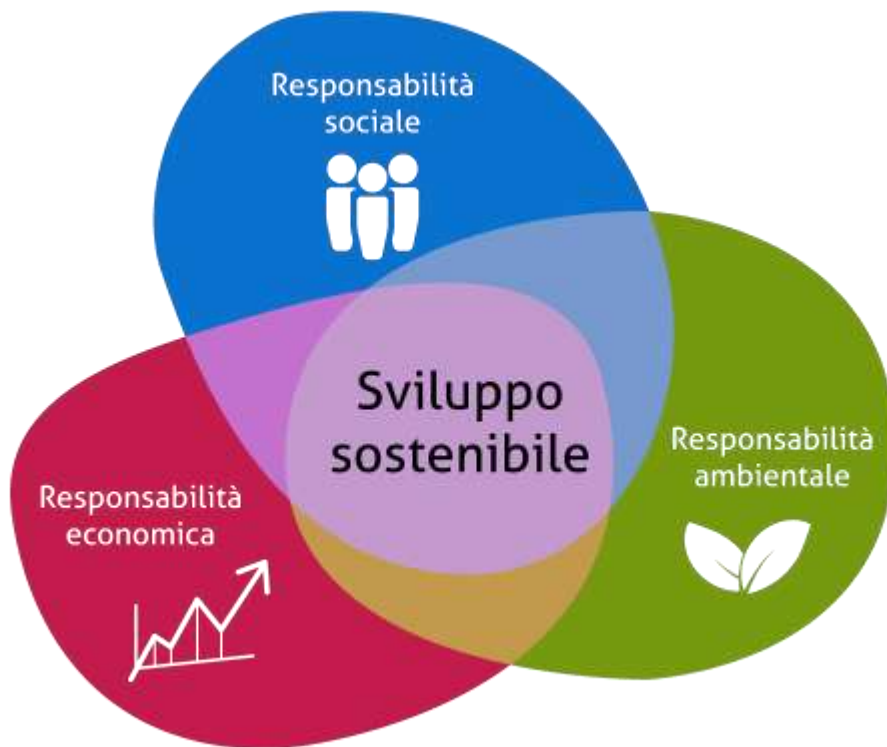 Responsabilità
sociale
Sviluppo
sostenibile
Responsabilità
ambientale
Responsabilità
economica